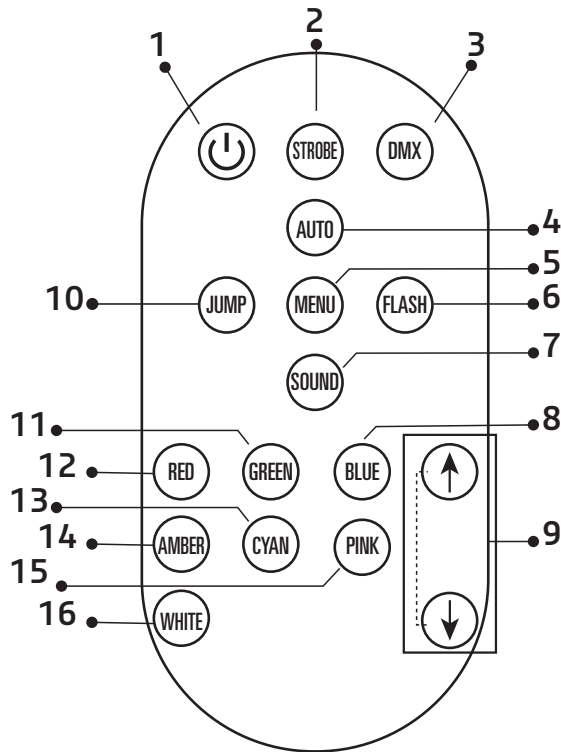 2
1 3
STROBE DMX
AUTO 4
5
10 JUMP MENU FLASH 6
7
SOUND
11 8
12 RED GREEN BLUE
13
14 AMBER CYAN PINK 9
15
16 WHITE